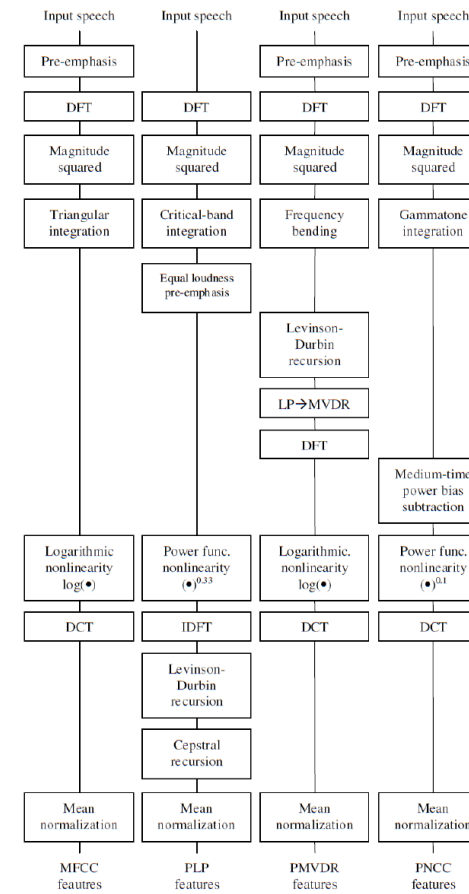 Input speech
Input speech
Input speech
Input speech
Pre-emphasis
Pre-emphasis
Pre-emphasis
DFT
DFT
DFT
DFT
Magnitude
squared
Magnitude
squared
Magnitude
squared
Magnitude
squared
Triangular
integration
Critical-band
integration
Frequency
bending
Gammatone
integration
Equal loudness
pre-emphasis
Levinson-
Durbin
recursion
LP→MVDR
DFT
Medium-time
power bias
subtraction
Logarithmic
nonlinearity
log(•)
Power func.
nonlinearity
(•)^0.33
Logarithmic.
nonlinearity
log(•)
Power func.
nonlinearity
(•)^0.1
DCT
IDFT
DCT
DCT
Levinson-
Durbin
recursion
Cepstral
recursion
Mean
normalization
Mean
normalization
Mean
normalization
Mean
normalization
MFCC
feautres
PLP
features
PMVDR
features
PNCC
features